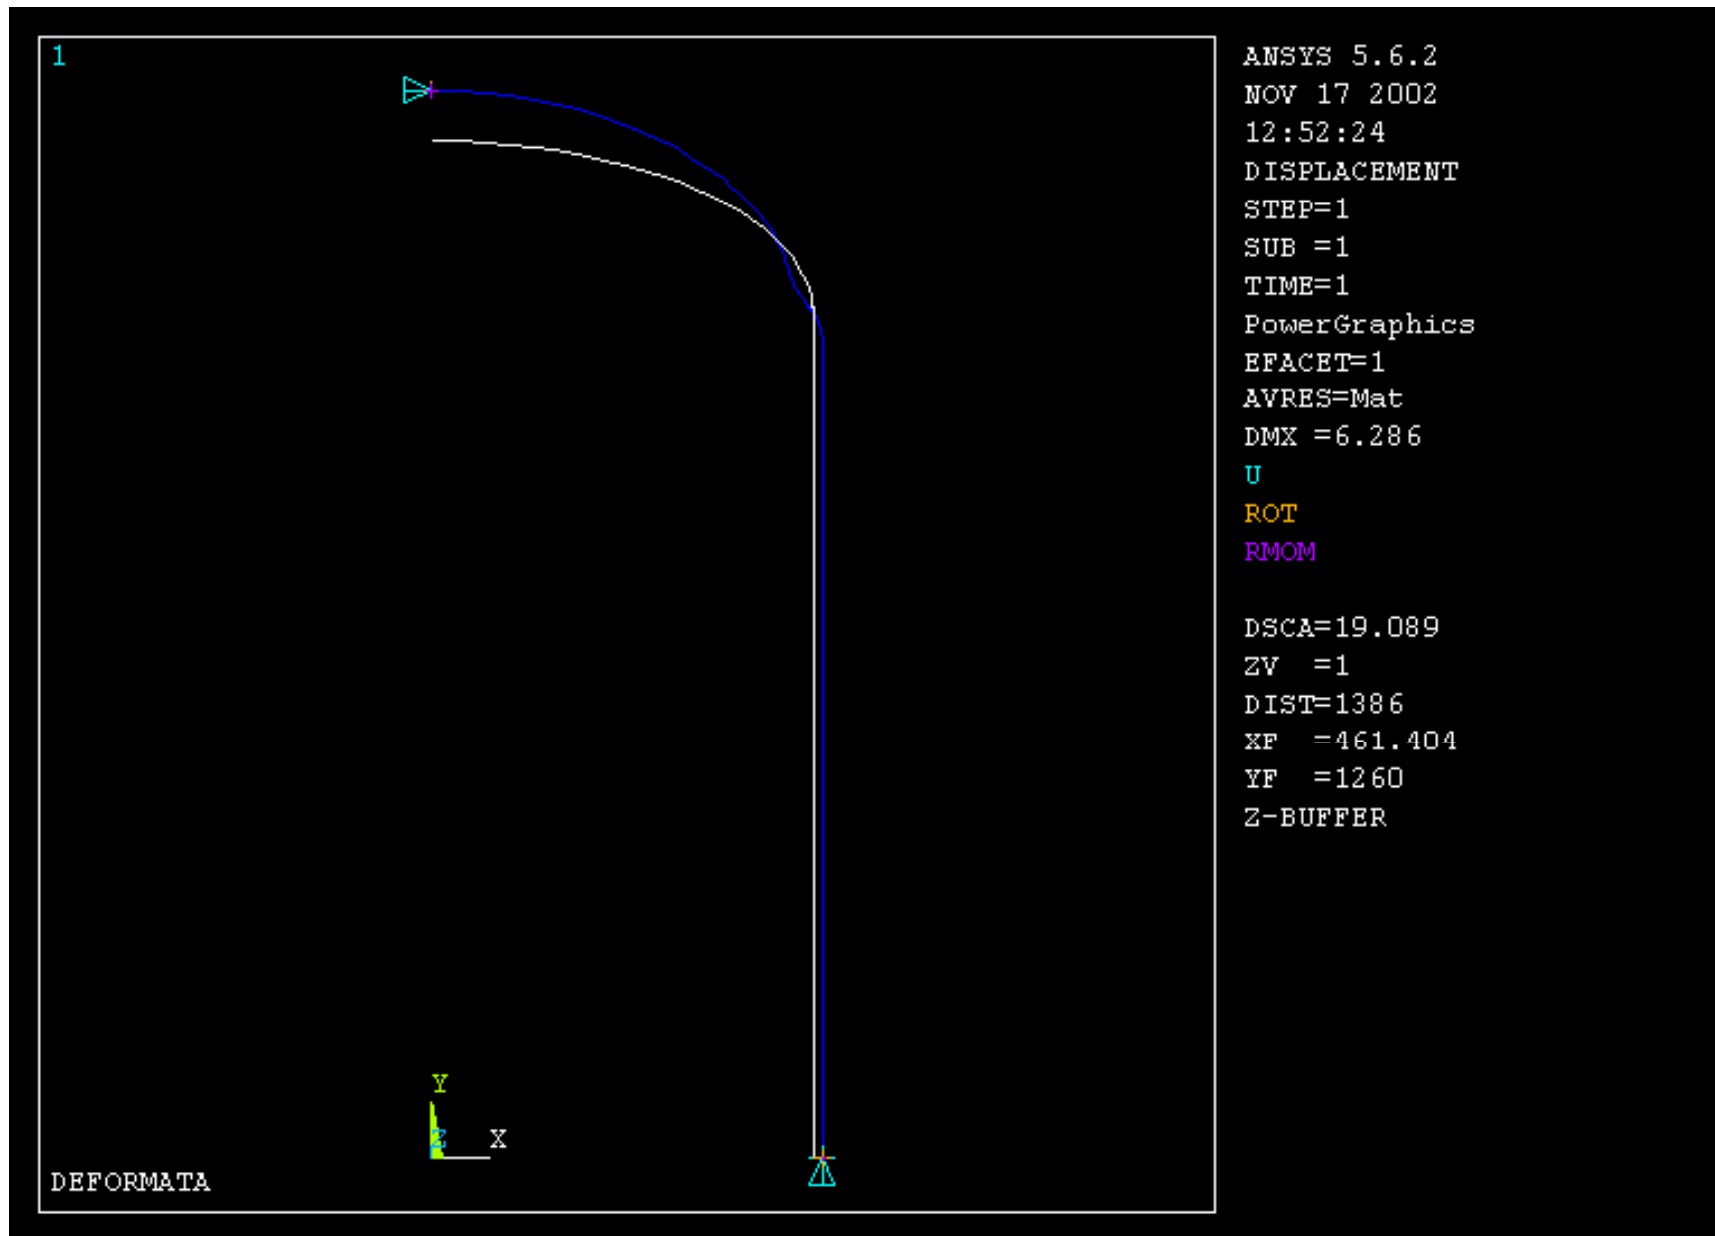 1
ANSYS 5.6.2
NOV 17 2002
12:52:24
DISPLACEMENT
STEP=1
SUB =1
TIME=1
PowerGraphics
EFACET=1
AVRES=Mat
DMX =6.286
U
ROT
RMOM
DSCA=19.089
ZV =1
DIST=1386
XF =461.404
YF =1260
Z-BUFFER
Y
Z X
DEFORMATA